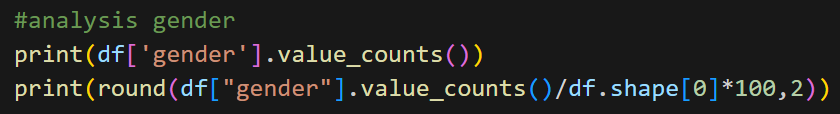 #analysis gender
print(df['gender'].value_counts())
print(round(df["gender"].value_counts()/df.shape[0]*100,2))